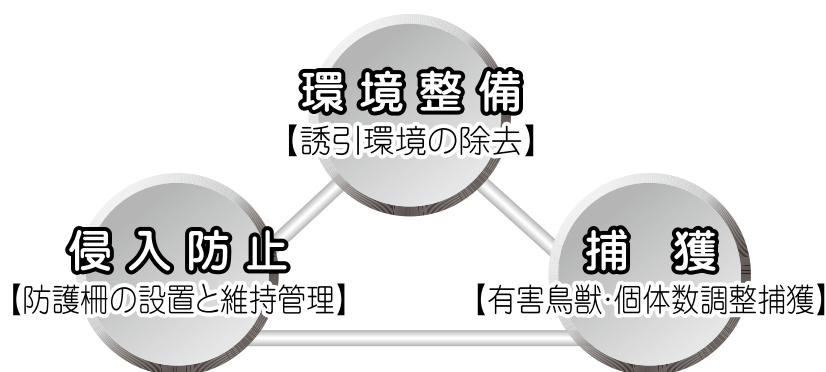 環境整備
【誘引環境の除去】
侵入防止
【防護柵の設置と維持管理】
捕獲
【有害鳥獣・個体数調整捕獲】